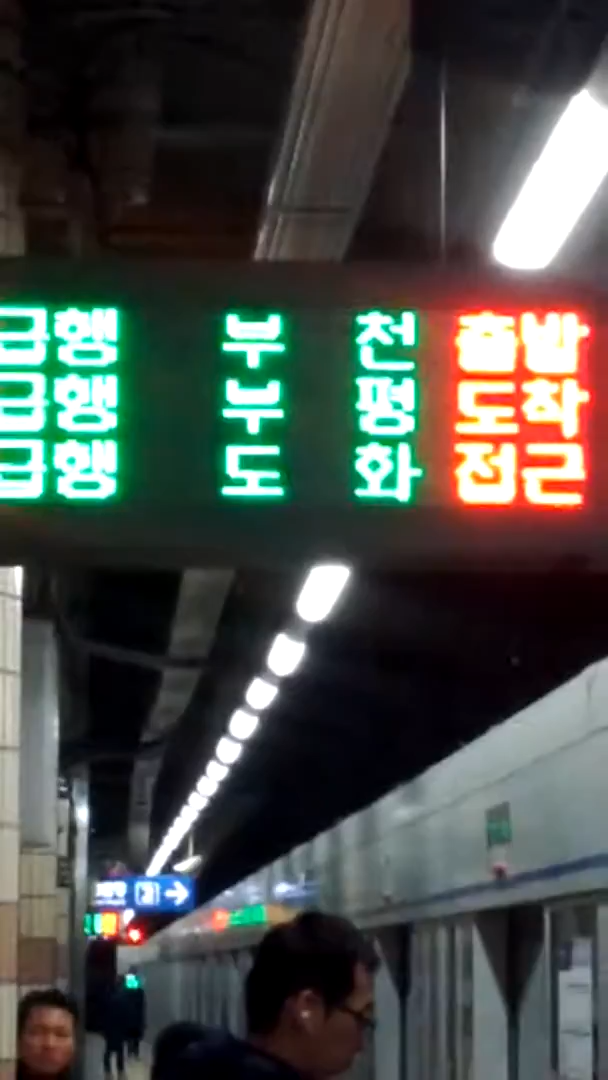 급행 부 천 출발
급행 부 평 도착
급행 도 화 접근